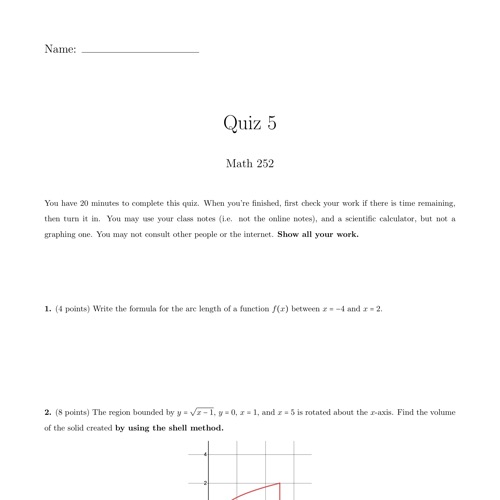 Name:
Quiz 5
Math 252
You have 20 minutes to complete this quiz. When you're finished, first check your work if there is time remaining,
then turn it in. You may use your class notes (i.e. not the online notes), and a scientific calculator, but not a
graphing one. You may not consult other people or the internet. Show all your work.
1. (4 points) Write the formula for the arc length of a function f(x) between x = −4 and x = 2.
2. (8 points) The region bounded by y = √(x − 1), y = 0, x = 1, and x = 5 is rotated about the x-axis. Find the volume
of the solid created by using the shell method.
4
2